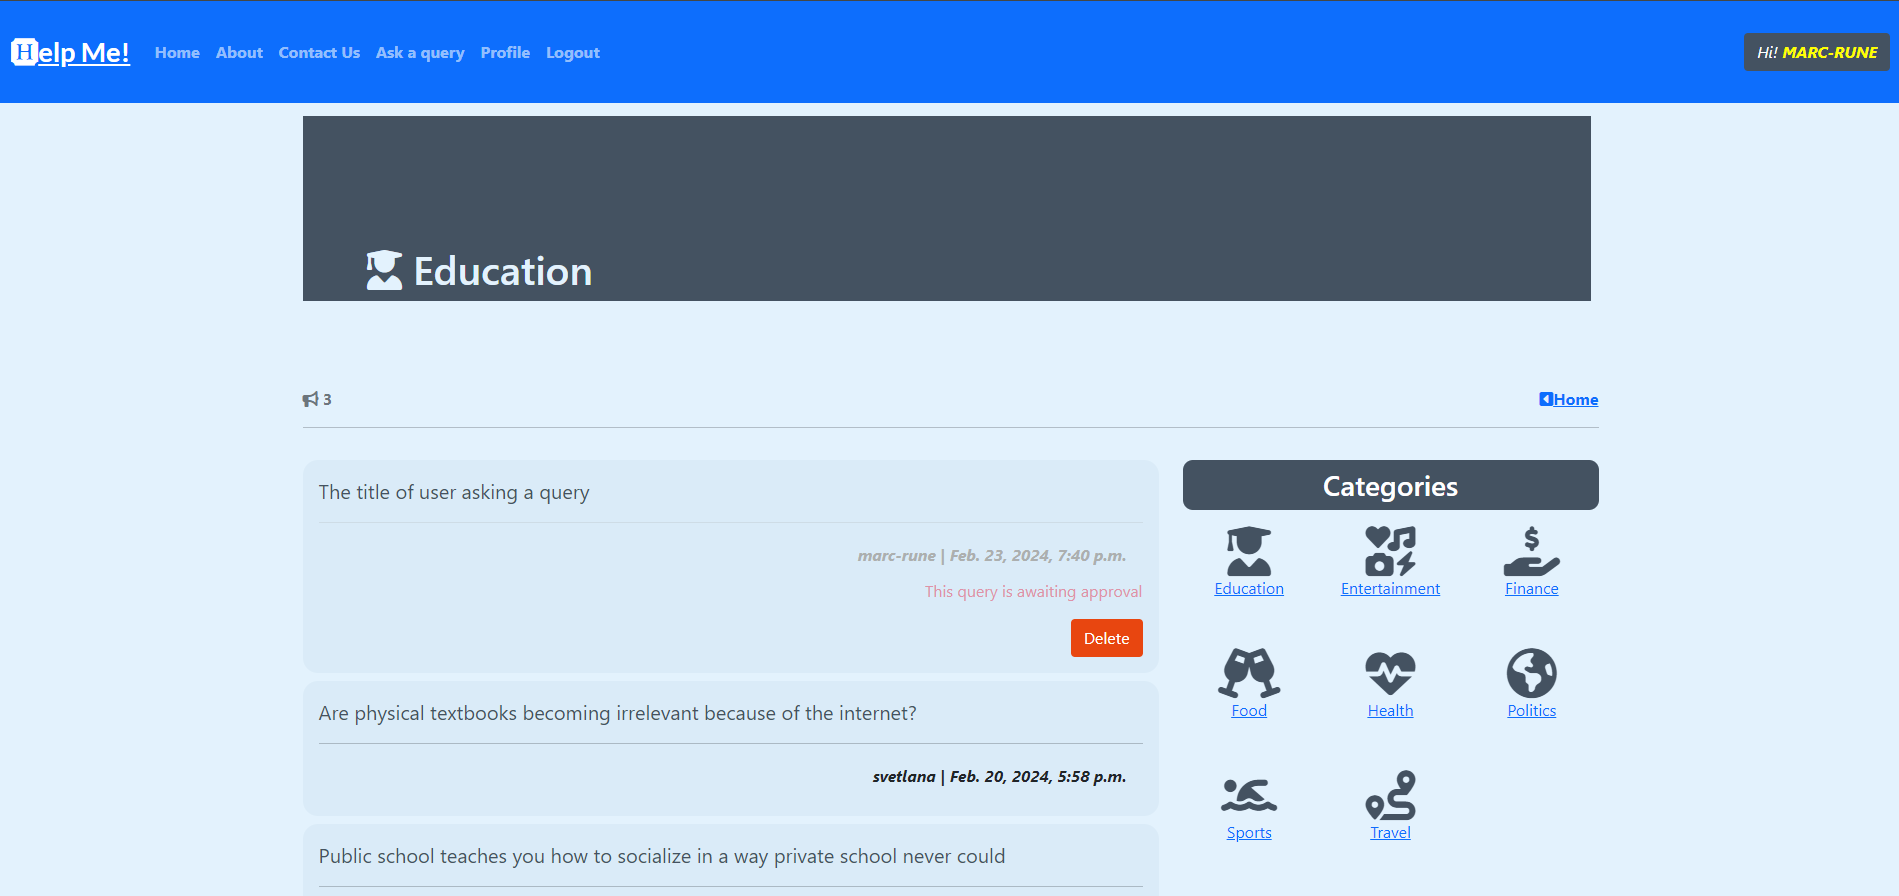 Help Me! Home About Contact Us Ask a query Profile Logout Hi! MARC-RUNE
Education
3 Home
The title of user asking a query
marc-rune | Feb. 23, 2024, 7:40 p.m.
This query is awaiting approval
Delete
Are physical textbooks becoming irrelevant because of the internet?
svetlana | Feb. 20, 2024, 5:58 p.m.
Public school teaches you how to socialize in a way private school never could
Categories
Education Entertainment Finance
Food Health Politics
Sports Travel